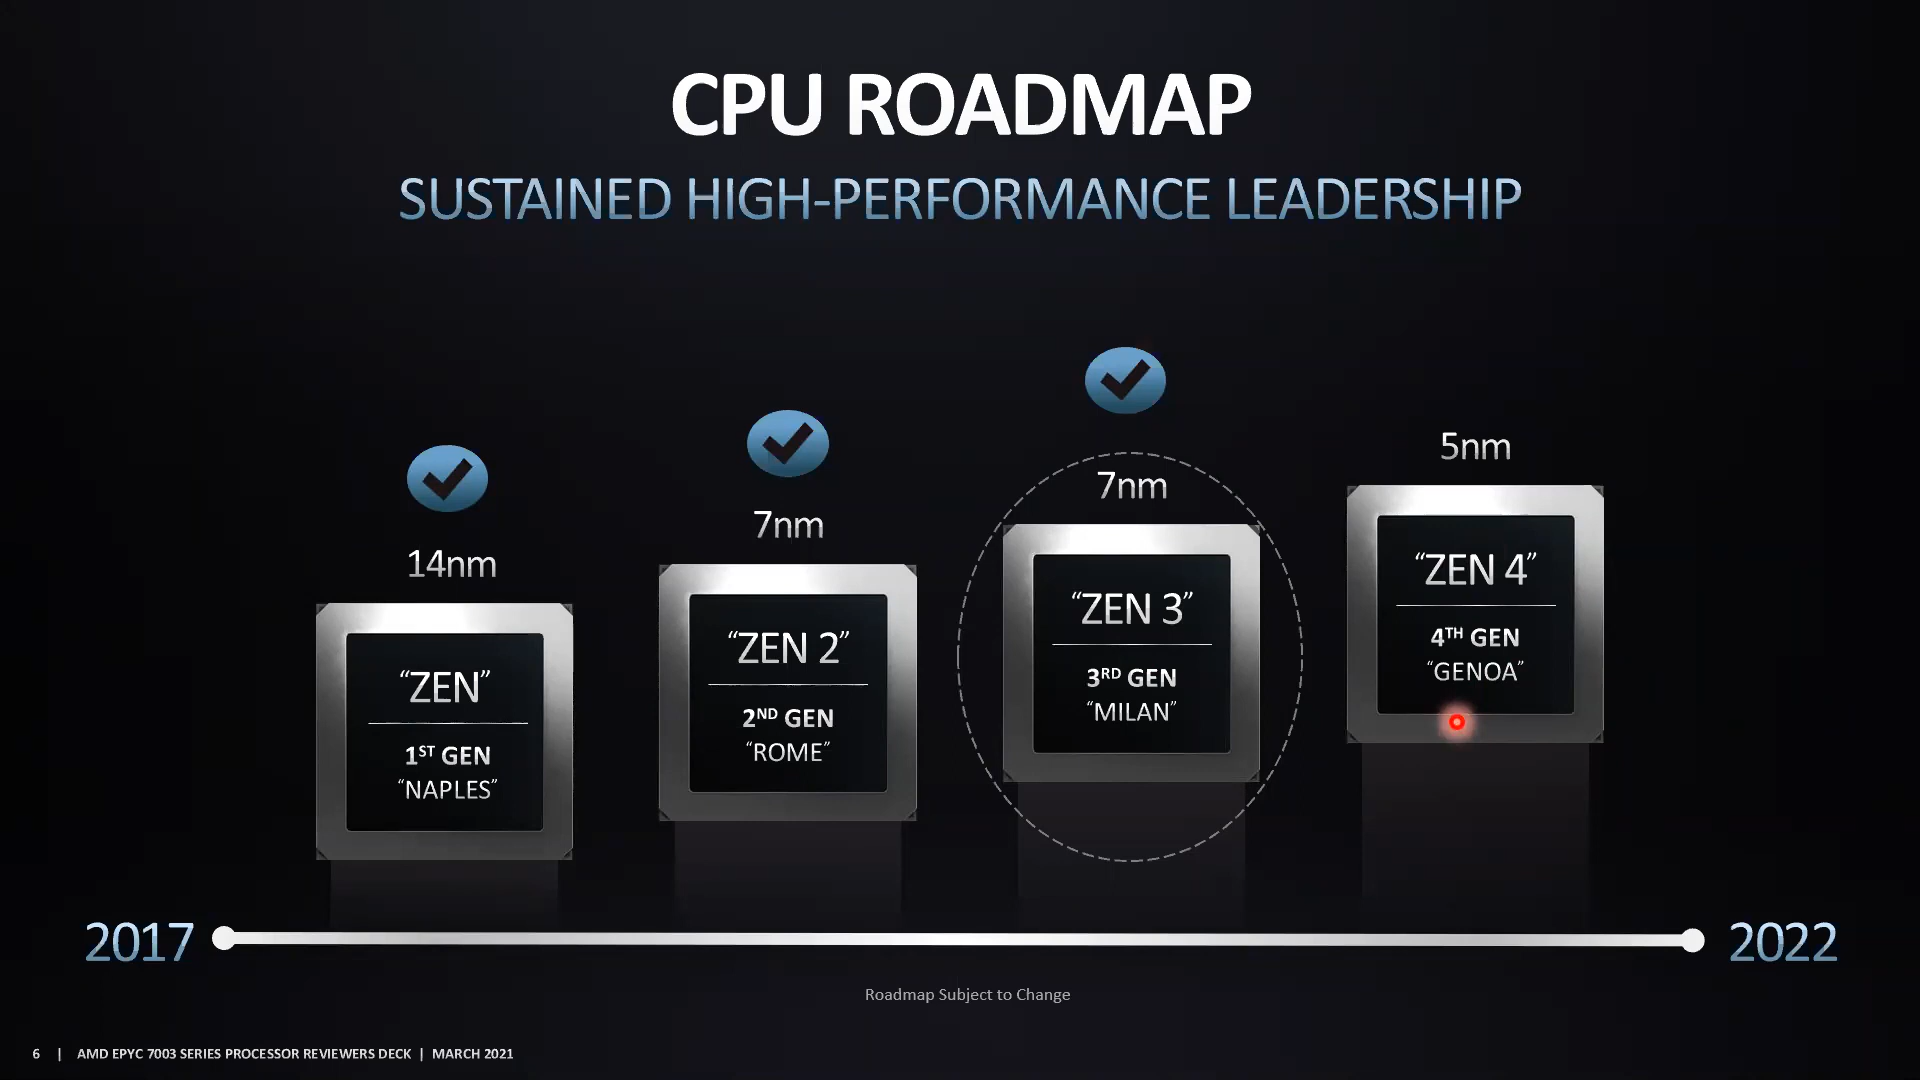 CPU ROADMAP
SUSTAINED HIGH-PERFORMANCE LEADERSHIP
14nm
“ZEN”
1ST GEN
“NAPLES”
7nm
“ZEN 2”
2ND GEN
“ROME”
7nm
“ZEN 3”
3RD GEN
“MILAN”
5nm
“ZEN 4”
4TH GEN
“GENOA”
2017
2022
Roadmap Subject to Change
6 | AMD EPYC 7003 SERIES PROCESSOR REVIEWERS DECK | MARCH 2021